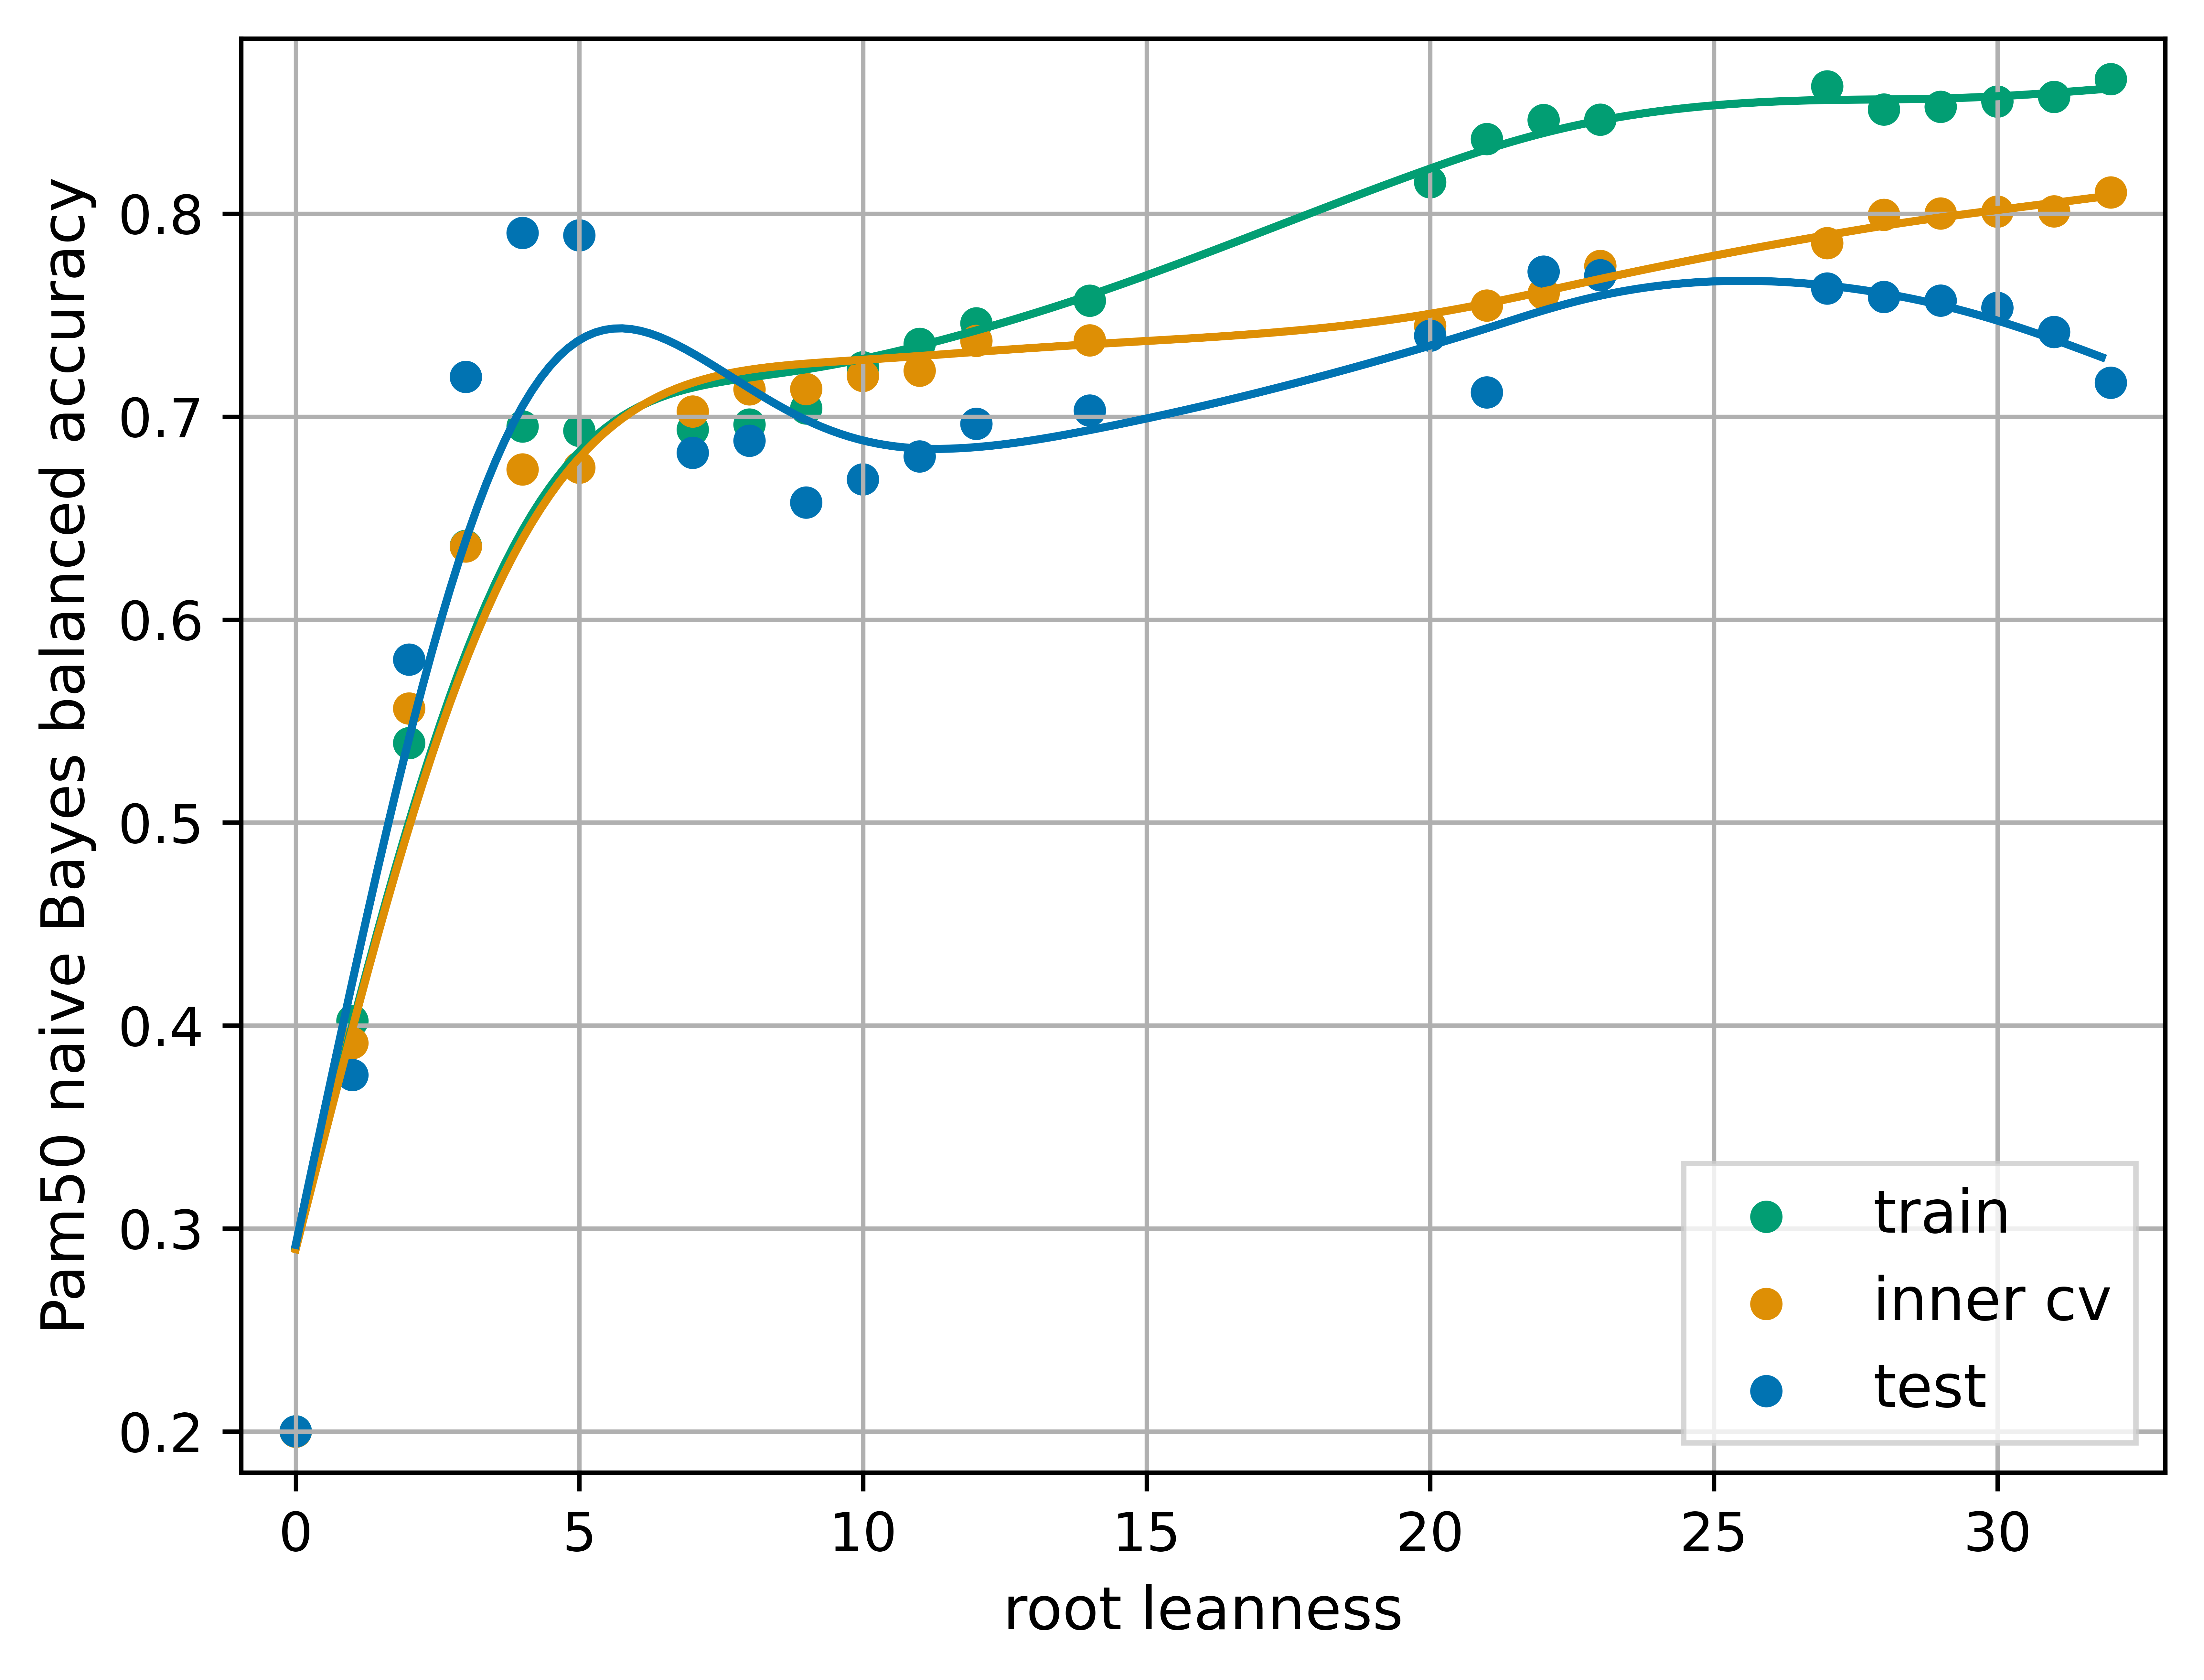 Pam50 naive Bayes balanced accuracy
0.8
0.7
0.6
0.5
0.4
0.3
0.2
0 5 10 15 20 25 30
root leanness
train
inner cv
test